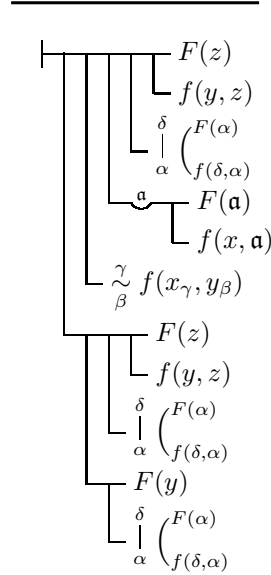 F(z)
f(y, z)
δ F(α)
α f(δ,α)
𝔞 F(𝔞)
f(x, 𝔞)
γ
∼ f(x_γ, y_β)
β
F(z)
f(y, z)
δ F(α)
α f(δ,α)
F(y)
δ F(α)
α f(δ,α)